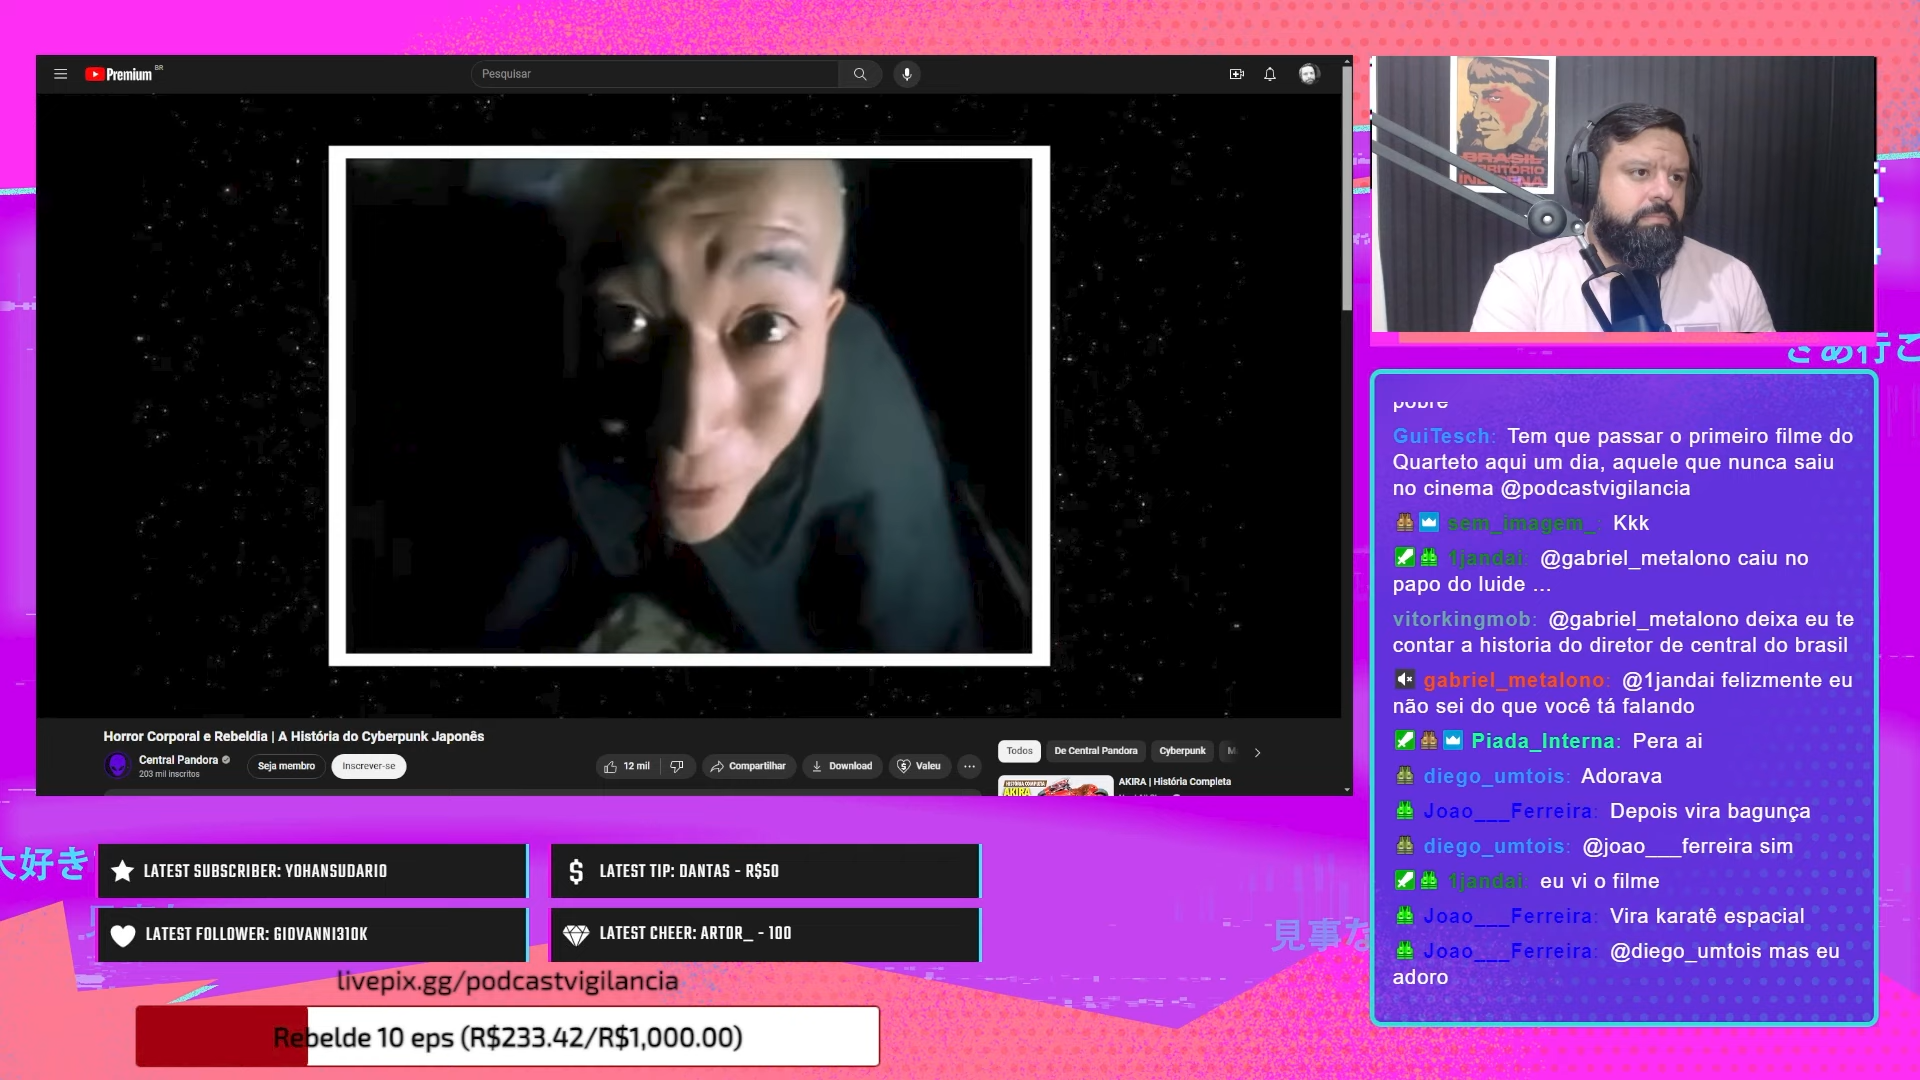 Premium BR
Pesquisar
BRASIL
TERRITÓRIO
INDÍGENA
Horror Corporal e Rebeldia | A História do Cyberpunk Japonês
Central Pandora
203 mil inscritos
Seja membro
Inscrever-se
12 mil
Compartilhar
Download
Valeu
Todos
De Central Pandora
Cyberpunk
AKIRA | História Completa
HISTÓRIA COMPLETA
AKIRA
pobre
GuiTesch: Tem que passar o primeiro filme do
Quarteto aqui um dia, aquele que nunca saiu
no cinema @podcastvigilancia
sem_imagem_: Kkk
1jandai: @gabriel_metalono caiu no
papo do luide ...
vitorkingmob: @gabriel_metalono deixa eu te
contar a historia do diretor de central do brasil
gabriel_metalono: @1jandai felizmente eu
não sei do que você tá falando
Piada_Interna: Pera ai
diego_umtois: Adorava
Joao___Ferreira: Depois vira bagunça
diego_umtois: @joao___ferreira sim
1jandai: eu vi o filme
Joao___Ferreira: Vira karatê espacial
Joao___Ferreira: @diego_umtois mas eu
adoro
LATEST SUBSCRIBER: YOHANSUDARIO
LATEST TIP: DANTAS - R$50
LATEST FOLLOWER: GIOVANNI310K
LATEST CHEER: ARTOR_ - 100
livepix.gg/podcastvigilancia
Rebelde 10 eps (R$233.42/R$1,000.00)
大好き
見事な